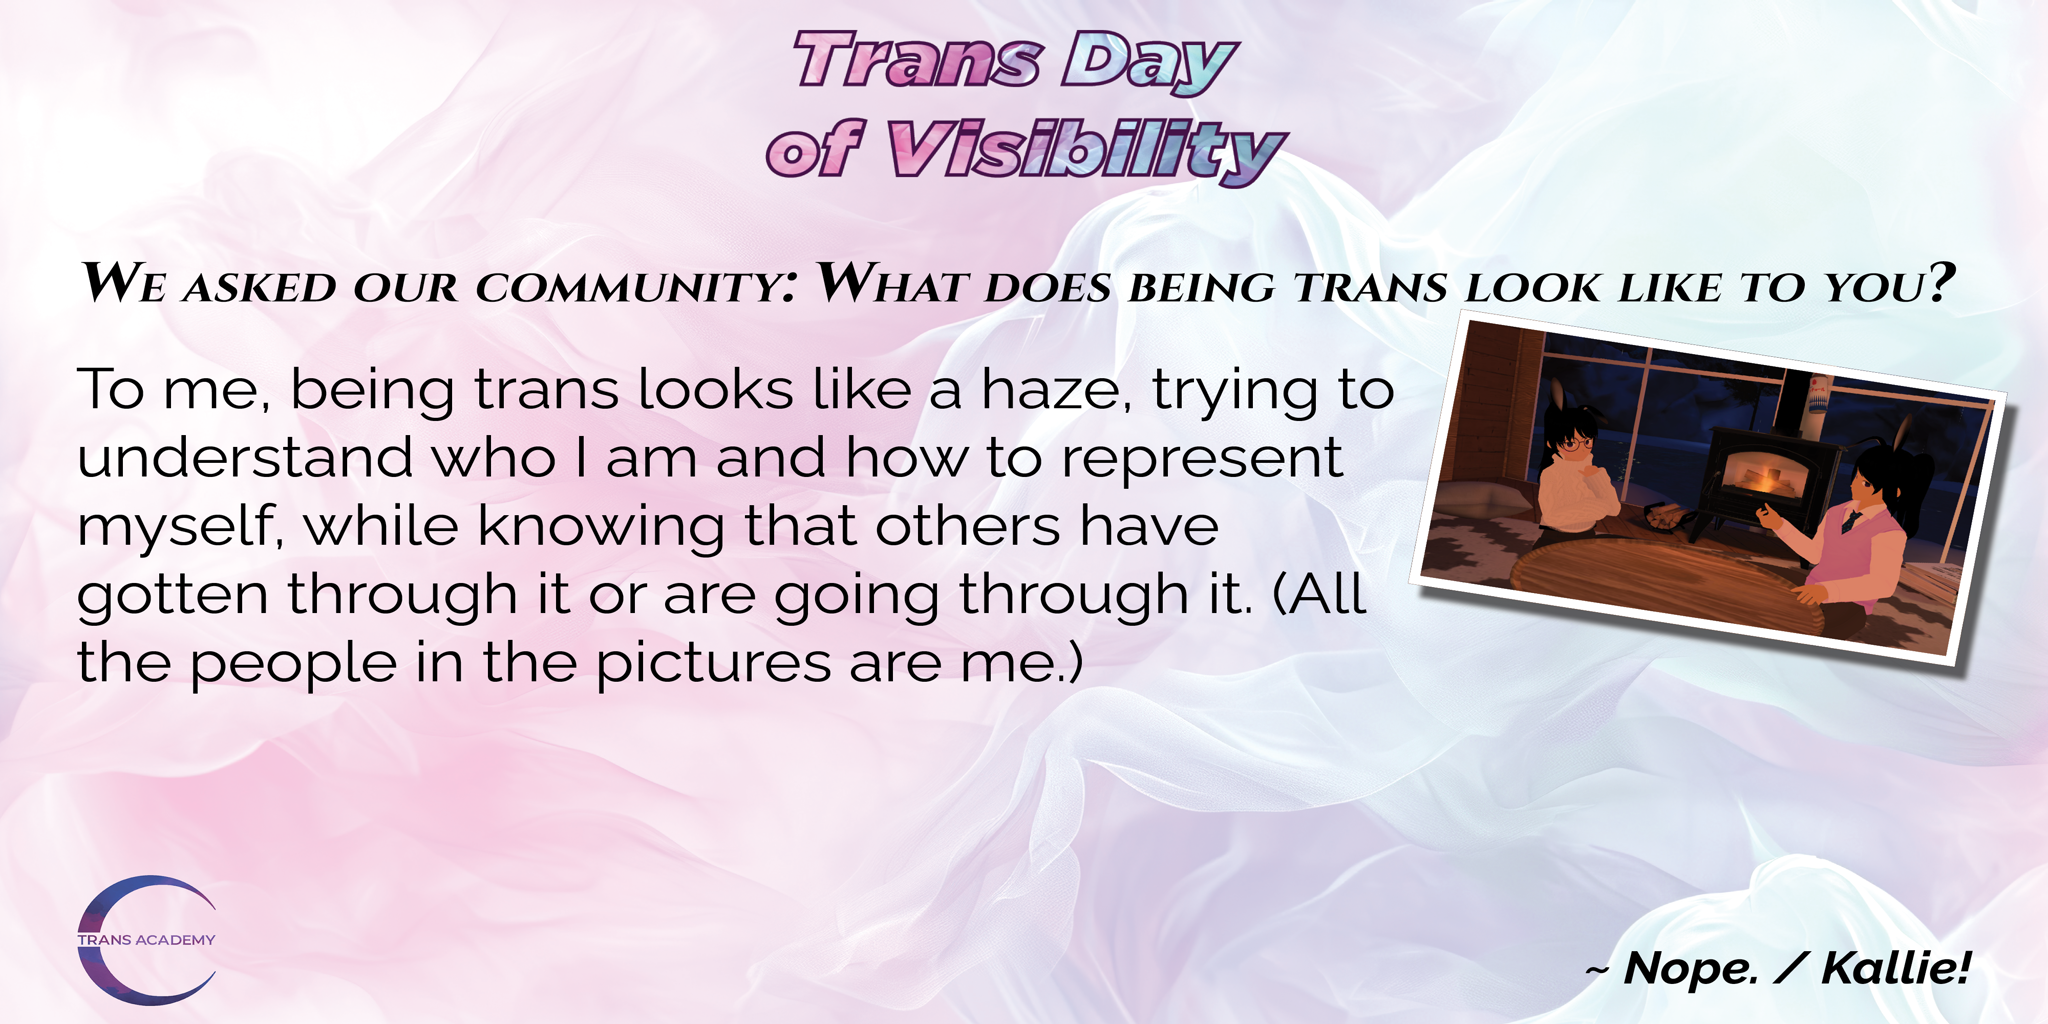 Trans Day
of Visibility
We asked our community: What does being trans look like to you?
To me, being trans looks like a haze, trying to
understand who I am and how to represent
myself, while knowing that others have
gotten through it or are going through it. (All
the people in the pictures are me.)
TRANS ACADEMY
~ Nope. / Kallie!